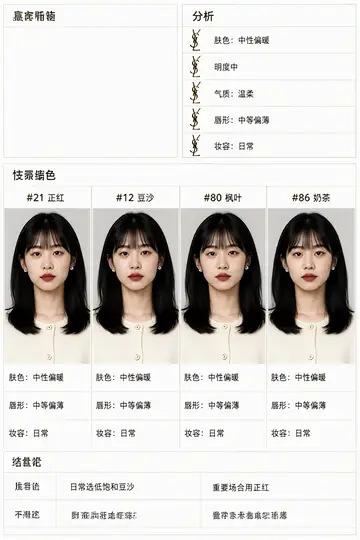 分析
肤色：中性偏暖
明度中
气质：温柔
唇形：中等偏薄
妆容：日常
#21 正红
#12 豆沙
#80 枫叶
#86 奶茶
肤色：中性偏暖
肤色：中性偏暖
肤色：中性偏暖
肤色：中性偏暖
唇形：中等偏薄
唇形：中等偏薄
唇形：中等偏薄
唇形：中等偏薄
妆容：日常
妆容：日常
妆容：日常
妆容：日常
日常选低饱和豆沙
重要场合用正红